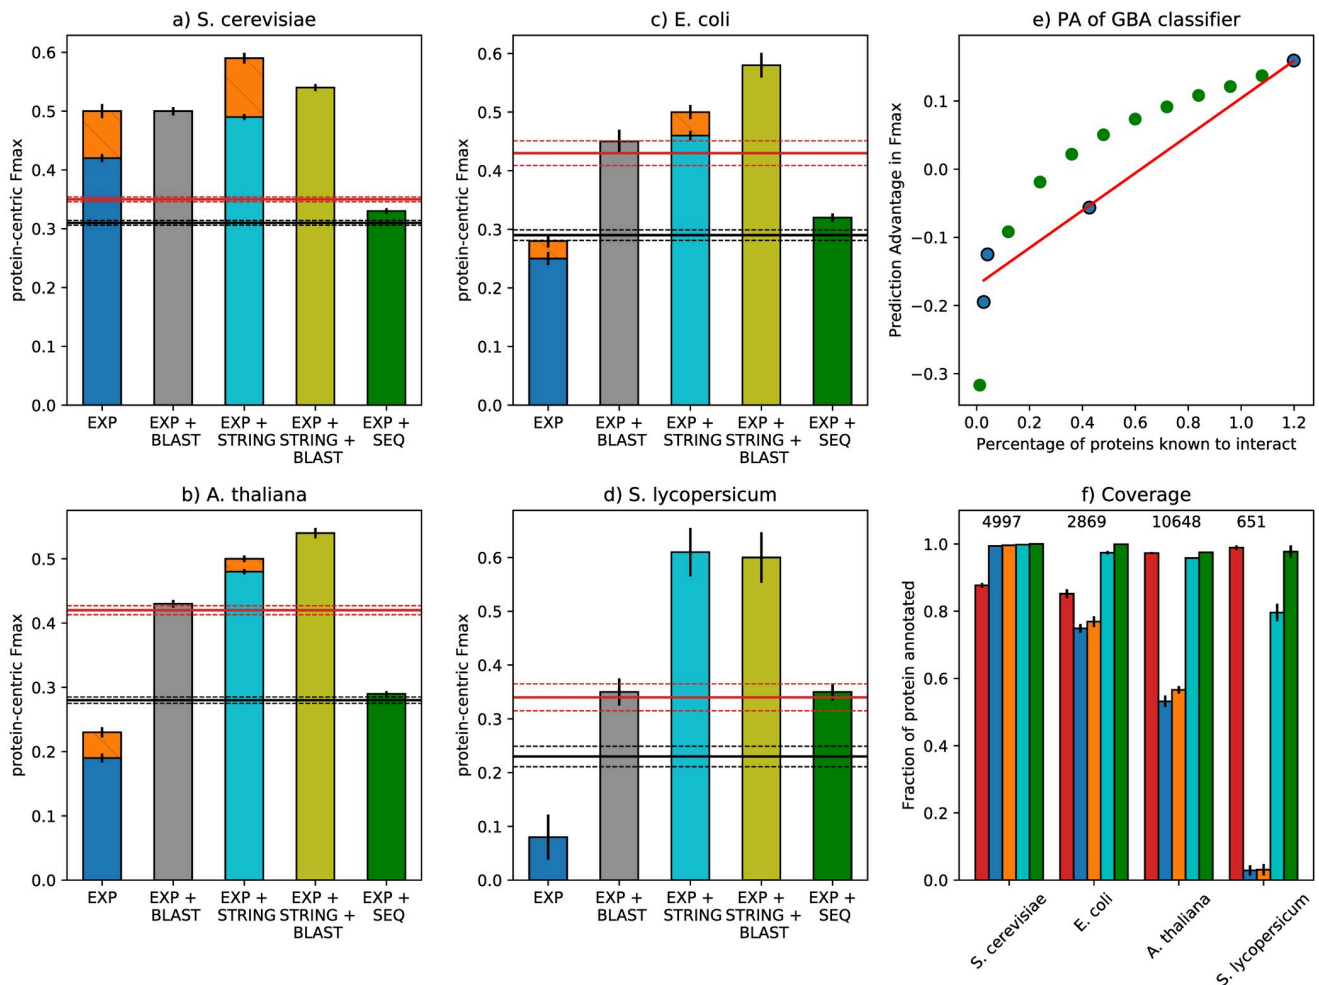 a) S. cerevisiae
protein-centric Fmax
0.6
0.5
0.4
0.3
0.2
0.1
0.0
EXP
EXP +
BLAST
EXP +
STRING
EXP +
STRING +
BLAST
EXP +
SEQ
c) E. coli
protein-centric Fmax
0.6
0.5
0.4
0.3
0.2
0.1
0.0
EXP
EXP +
BLAST
EXP +
STRING
EXP +
STRING +
BLAST
EXP +
SEQ
e) PA of GBA classifier
Prediction Advantage in Fmax
0.1
0.0
−0.1
−0.2
−0.3
0.0 0.2 0.4 0.6 0.8 1.0 1.2
Percentage of proteins known to interact
b) A. thaliana
protein-centric Fmax
0.5
0.4
0.3
0.2
0.1
0.0
EXP
EXP +
BLAST
EXP +
STRING
EXP +
STRING +
BLAST
EXP +
SEQ
d) S. lycopersicum
protein-centric Fmax
0.6
0.5
0.4
0.3
0.2
0.1
0.0
EXP
EXP +
BLAST
EXP +
STRING
EXP +
STRING +
BLAST
EXP +
SEQ
f) Coverage
Fraction of protein annotated
4997 2869 10648 651
1.0
0.8
0.6
0.4
0.2
0.0
S. cerevisiae
E. coli
A. thaliana
S. lycopersicum